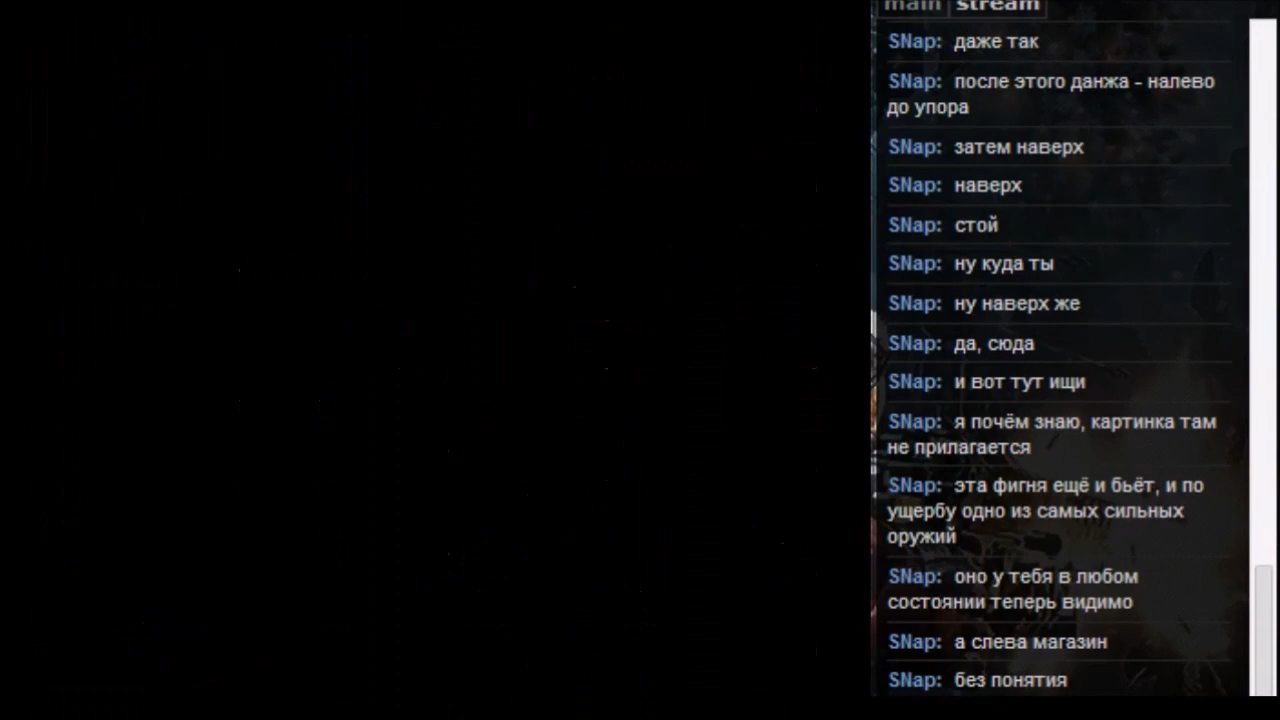 main stream
SNap: даже так
SNap: после этого данжа - налево
до упора
SNap: затем наверх
SNap: наверх
SNap: стой
SNap: ну куда ты
SNap: ну наверх же
SNap: да, сюда
SNap: и вот тут ищи
SNap: я почём знаю, картинка там
не прилагается
SNap: эта фигня ещё и бьёт, и по
ущербу одно из самых сильных
оружий
SNap: оно у тебя в любом
состоянии теперь видимо
SNap: а слева магазин
SNap: без понятия